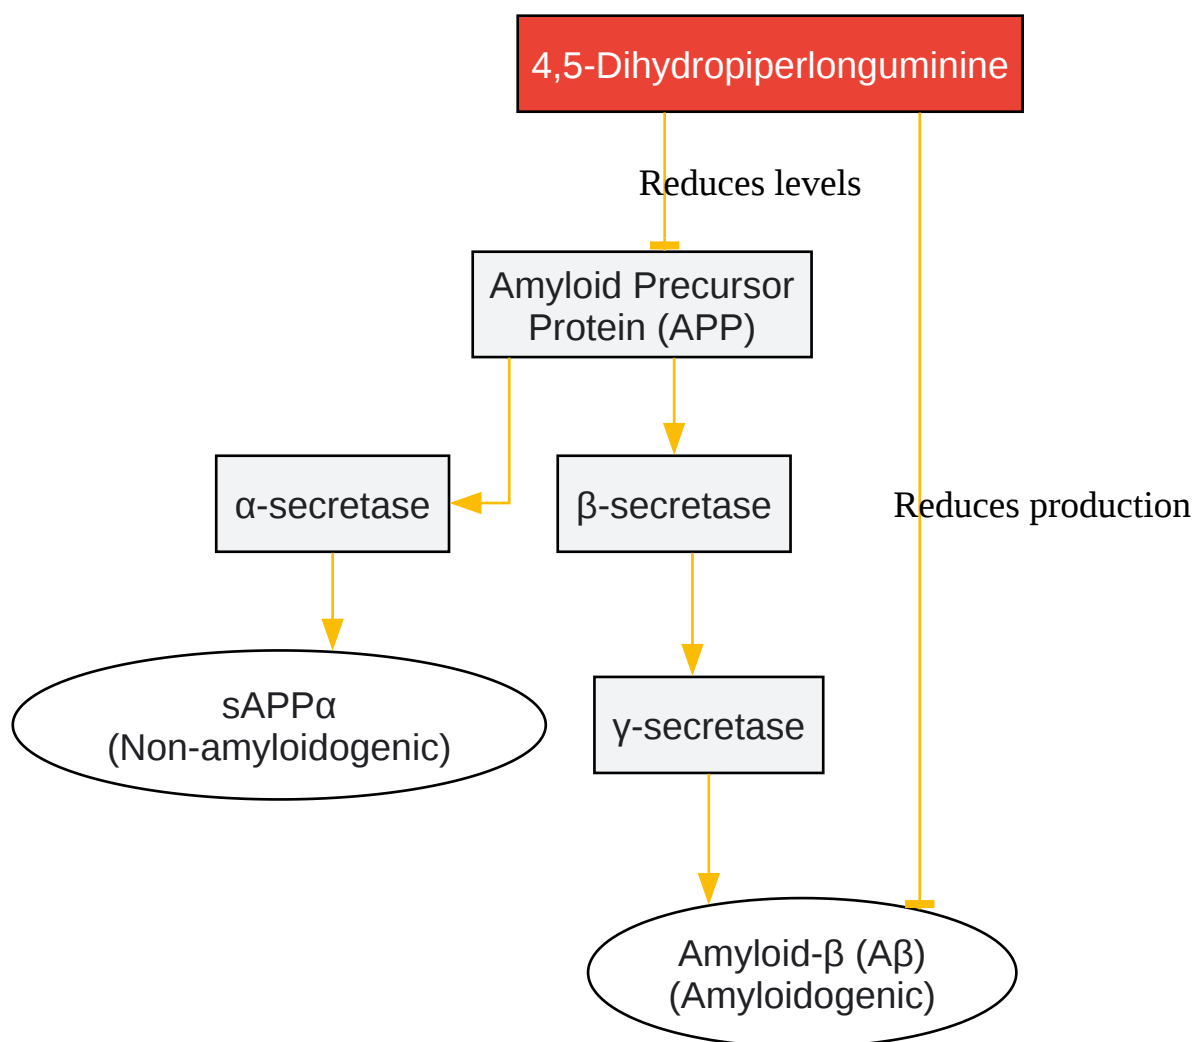 4,5-Dihydropiperlonguminine
Reduces levels
Amyloid Precursor
Protein (APP)
α-secretase
β-secretase
Reduces production
sAPPα
(Non-amyloidogenic)
γ-secretase
Amyloid-β (Aβ)
(Amyloidogenic)